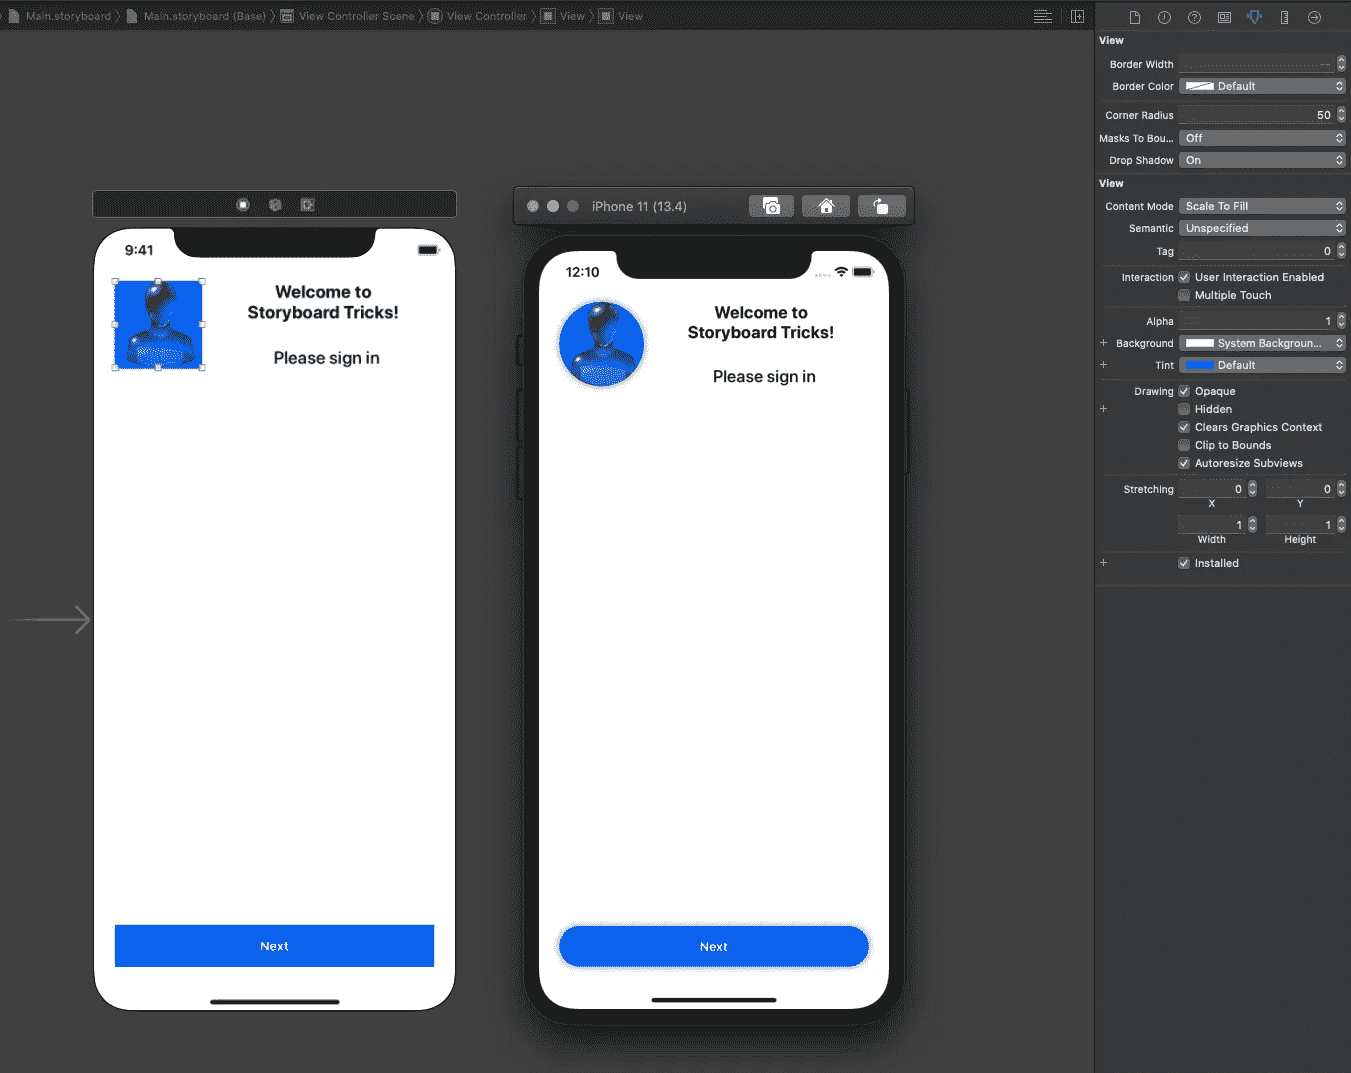 Main.storyboard
Main.storyboard (Base)
View Controller Scene
View Controller
View
View
9:41
Welcome to
Storyboard Tricks!
Please sign in
Next
iPhone 11 (13.4)
12:10
Welcome to
Storyboard Tricks!
Please sign in
Next
View
Border Width
Border Color Default
Corner Radius 50
Masks To Bou... Off
Drop Shadow On
View
Content Mode Scale To Fill
Semantic Unspecified
Tag 0
Interaction User Interaction Enabled
Multiple Touch
Alpha 1
+ Background System Backgroun...
+ Tint Default
Drawing Opaque
+ Hidden
Clears Graphics Context
Clip to Bounds
Autoresize Subviews
Stretching 0 0
X Y
1 1
Width Height
+ Installed